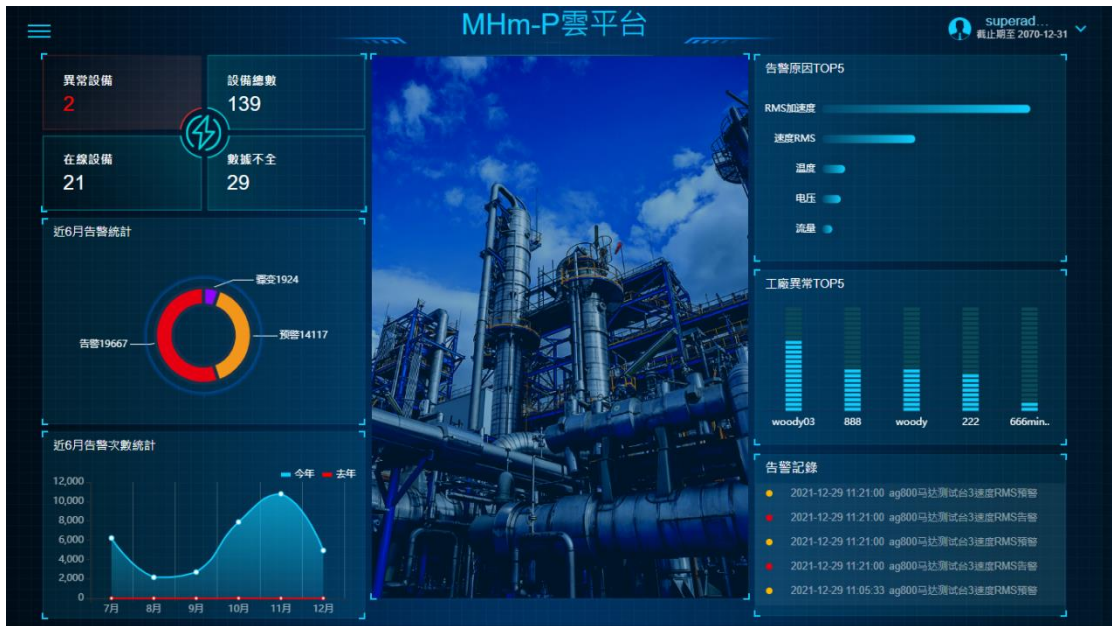 MHm-P雲平台
superad...
截止期至 2070-12-31
異常設備
2
設備總數
139
在線設備
21
數據不全
29
近6月告警統計
驟变1924
预警14117
告警19667
近6月告警次數統計
今年 去年
12,000
10,000
8,000
6,000
4,000
2,000
0
7月 8月 9月 10月 11月 12月
告警原因TOP5
RMS加速度
速度RMS
温度
电压
流量
工廠異常TOP5
woody03 888 woody 222 666min..
告警記錄
2021-12-29 11:21:00 ag800马达测试台3速度RMS預警
2021-12-29 11:21:00 ag800马达测试台3速度RMS告警
2021-12-29 11:21:00 ag800马达测试台3速度RMS预警
2021-12-29 11:21:00 ag800马达测试台3速度RMS告警
2021-12-29 11:05:33 ag800马达测试台3速度RMS預警